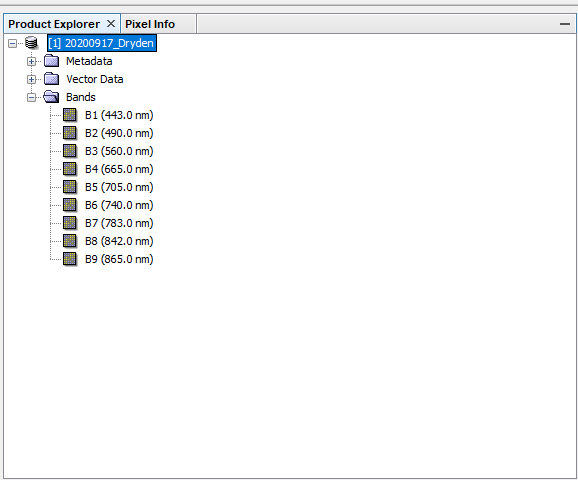 Product Explorer × Pixel Info
[1] 20200917_Dryden
Metadata
Vector Data
Bands
B1 (443.0 nm)
B2 (490.0 nm)
B3 (560.0 nm)
B4 (665.0 nm)
B5 (705.0 nm)
B6 (740.0 nm)
B7 (783.0 nm)
B8 (842.0 nm)
B9 (865.0 nm)